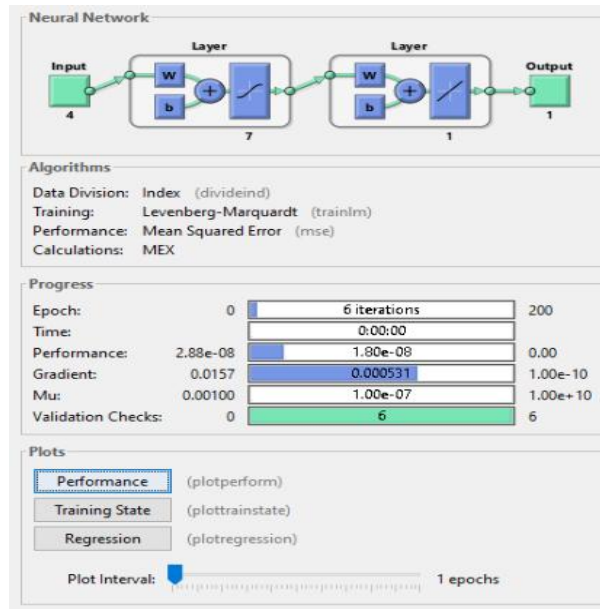 Neural Network
Layer Layer
Input Output
W W
b b
4 7 1 1
Algorithms
Data Division: Index (divideind)
Training: Levenberg-Marquardt (trainlm)
Performance: Mean Squared Error (mse)
Calculations: MEX
Progress
Epoch: 0 6 iterations 200
Time: 0:00:00
Performance: 2.88e-08 1.80e-08 0.00
Gradient: 0.0157 0.000531 1.00e-10
Mu: 0.00100 1.00e-07 1.00e+10
Validation Checks: 0 6 6
Plots
Performance (plotperform)
Training State (plottrainstate)
Regression (plotregression)
Plot Interval: 1 epochs